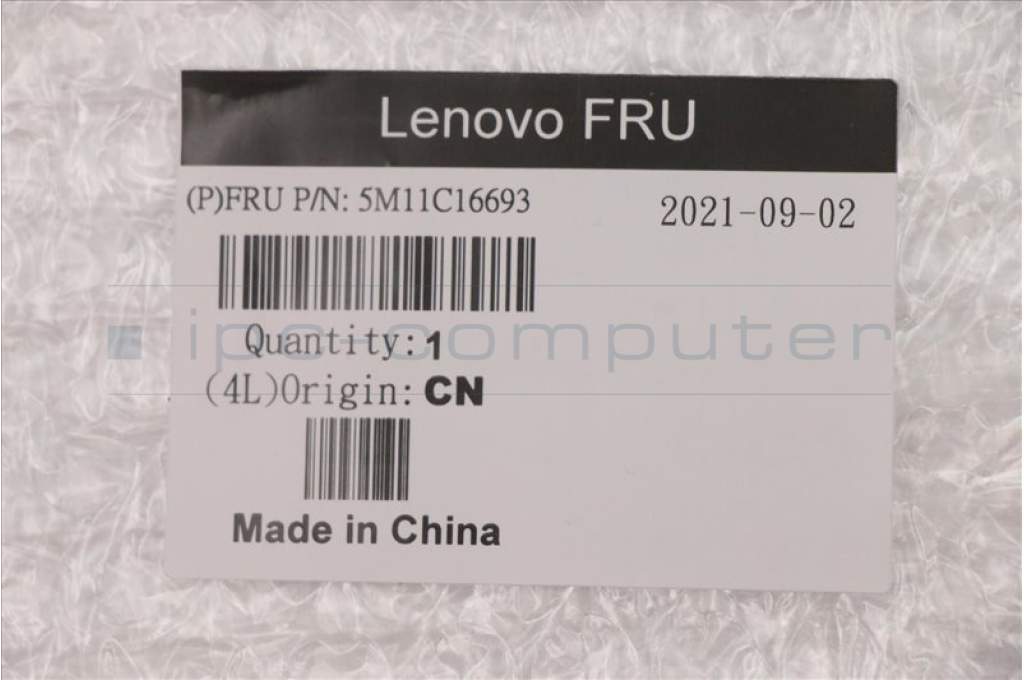 Lenovo FRU
(P)FRU P/N: 5M11C16693
2021-09-02
Quantity:1
ipc-computer
(4L)Origin: CN
Made in China